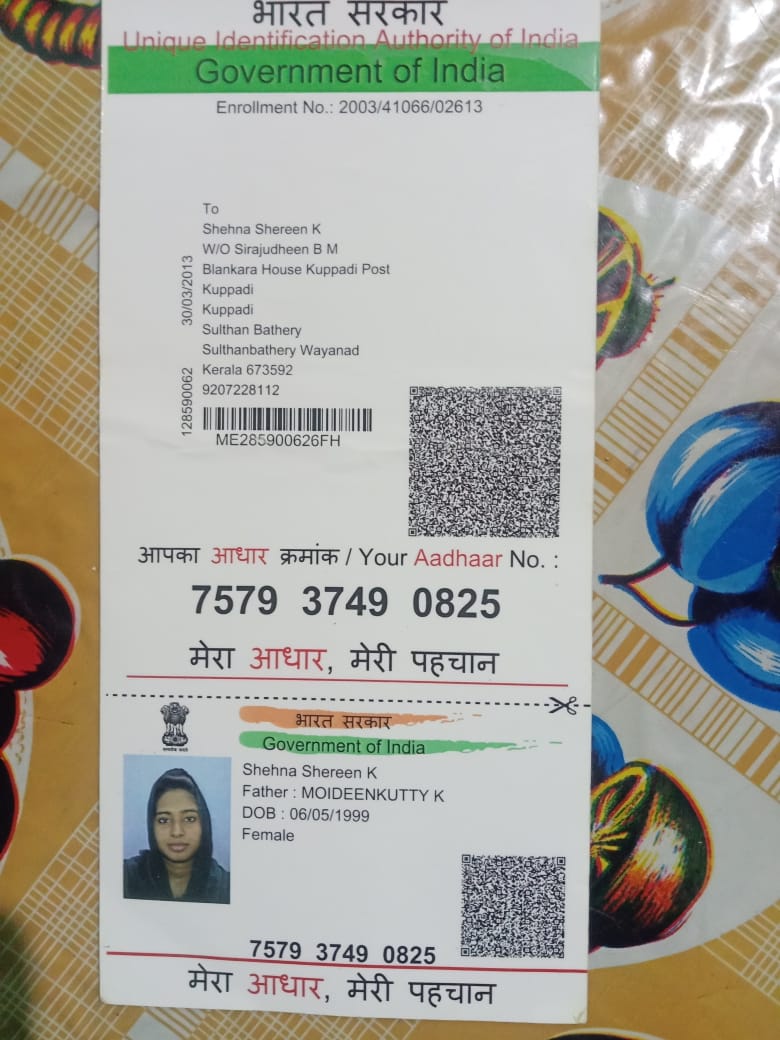 भारत सरकार
Unique Identification Authority of India
Government of India
Enrollment No.: 2003/41066/02613
To
Shehna Shereen K
W/O Sirajudheen B M
Blankara House Kuppadi Post
Kuppadi
Kuppadi
Sulthan Bathery
Sulthanbathery Wayanad
Kerala 673592
9207228112
30/03/2013
128590062
ME285900626FH
आपका आधार क्रमांक / Your Aadhaar No. :
7579 3749 0825
मेरा आधार, मेरी पहचान
भारत सरकार
Government of India
Shehna Shereen K
Father : MOIDEENKUTTY K
DOB : 06/05/1999
Female
7579 3749 0825
मेरा आधार, मेरी पहचान